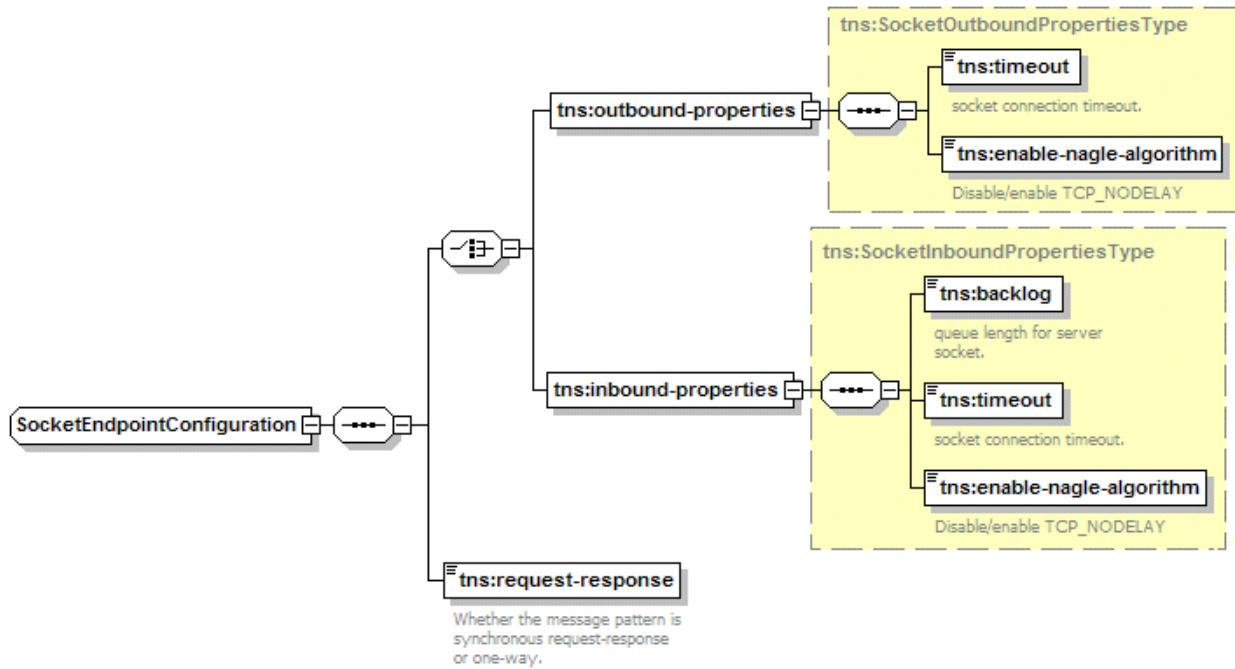 tns:SocketOutboundPropertiesType
tns:timeout
socket connection timeout.
tns:outbound-properties
tns:enable-nagle-algorithm
Disable/enable TCP_NODELAY
tns:SocketInboundPropertiesType
tns:backlog
queue length for server
socket.
tns:inbound-properties
tns:timeout
socket connection timeout.
tns:enable-nagle-algorithm
Disable/enable TCP_NODELAY
SocketEndpointConfiguration
tns:request-response
Whether the message pattern is
synchronous request-response
or one-way.